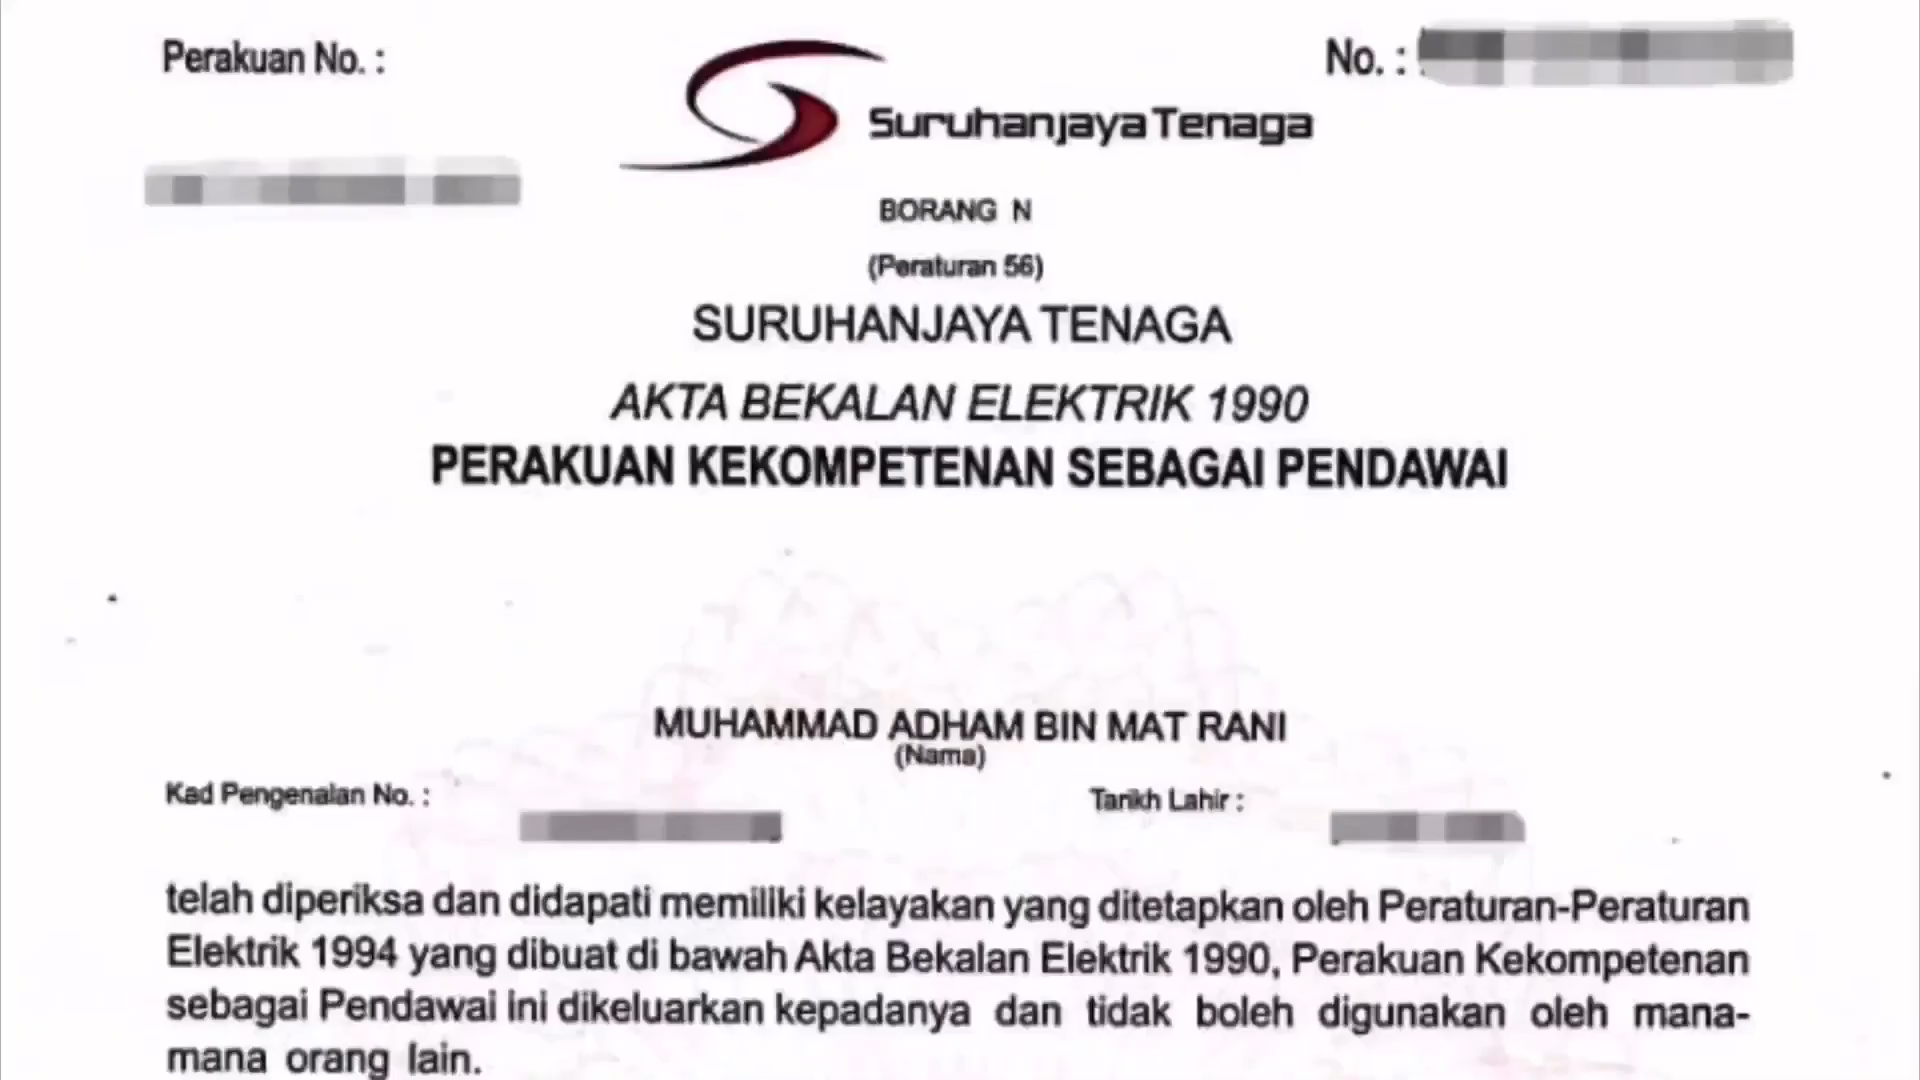 Perakuan No. :
No. :
Suruhanjaya Tenaga
BORANG N
(Peraturan 56)
SURUHANJAYA TENAGA
AKTA BEKALAN ELEKTRIK 1990
PERAKUAN KEKOMPETENAN SEBAGAI PENDAWAI
MUHAMMAD ADHAM BIN MAT RANI
(Nama)
Kad Pengenalan No. :
Tarikh Lahir :
telah diperiksa dan didapati memiliki kelayakan yang ditetapkan oleh Peraturan-Peraturan
Elektrik 1994 yang dibuat di bawah Akta Bekalan Elektrik 1990, Perakuan Kekompetenan
sebagai Pendawai ini dikeluarkan kepadanya dan tidak boleh digunakan oleh mana-
mana orang lain.